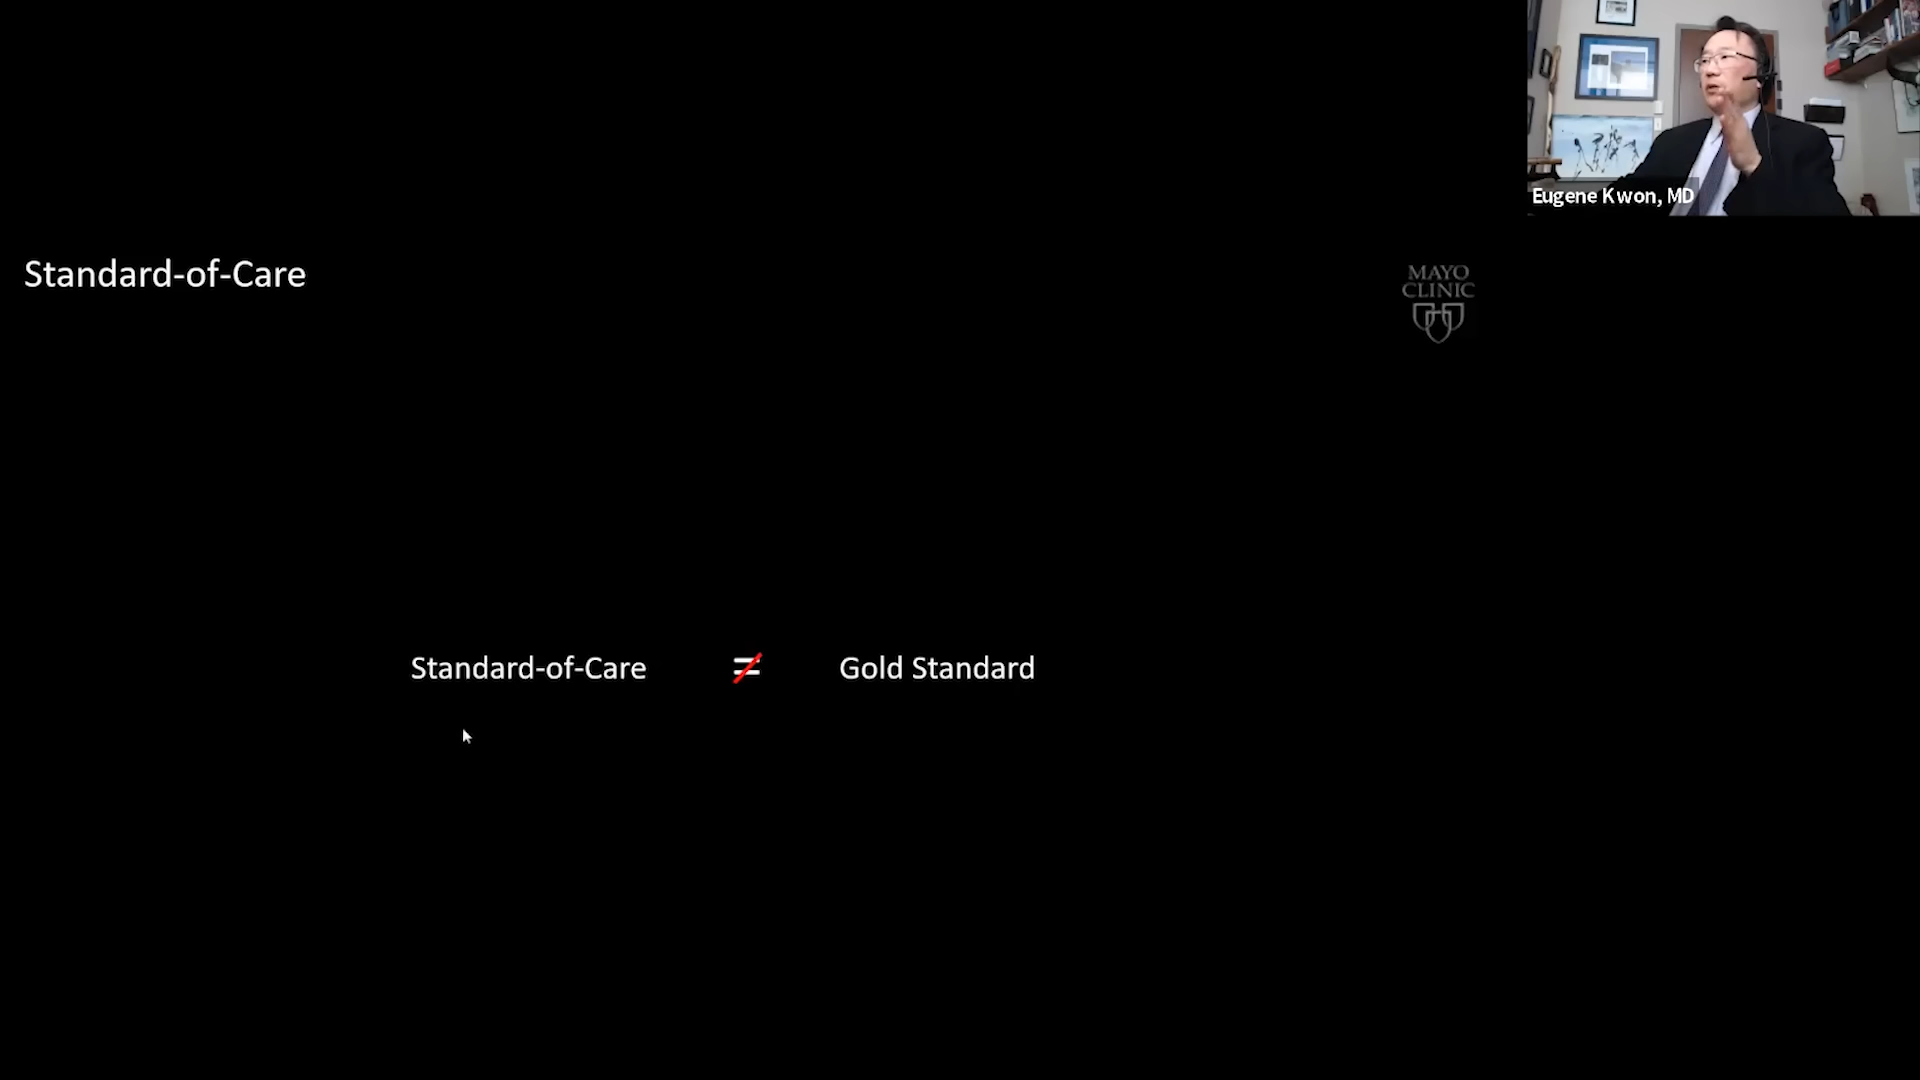 Eugene Kwon, MD
Standard-of-Care
MAYO
CLINIC
Standard-of-Care ≠ Gold Standard